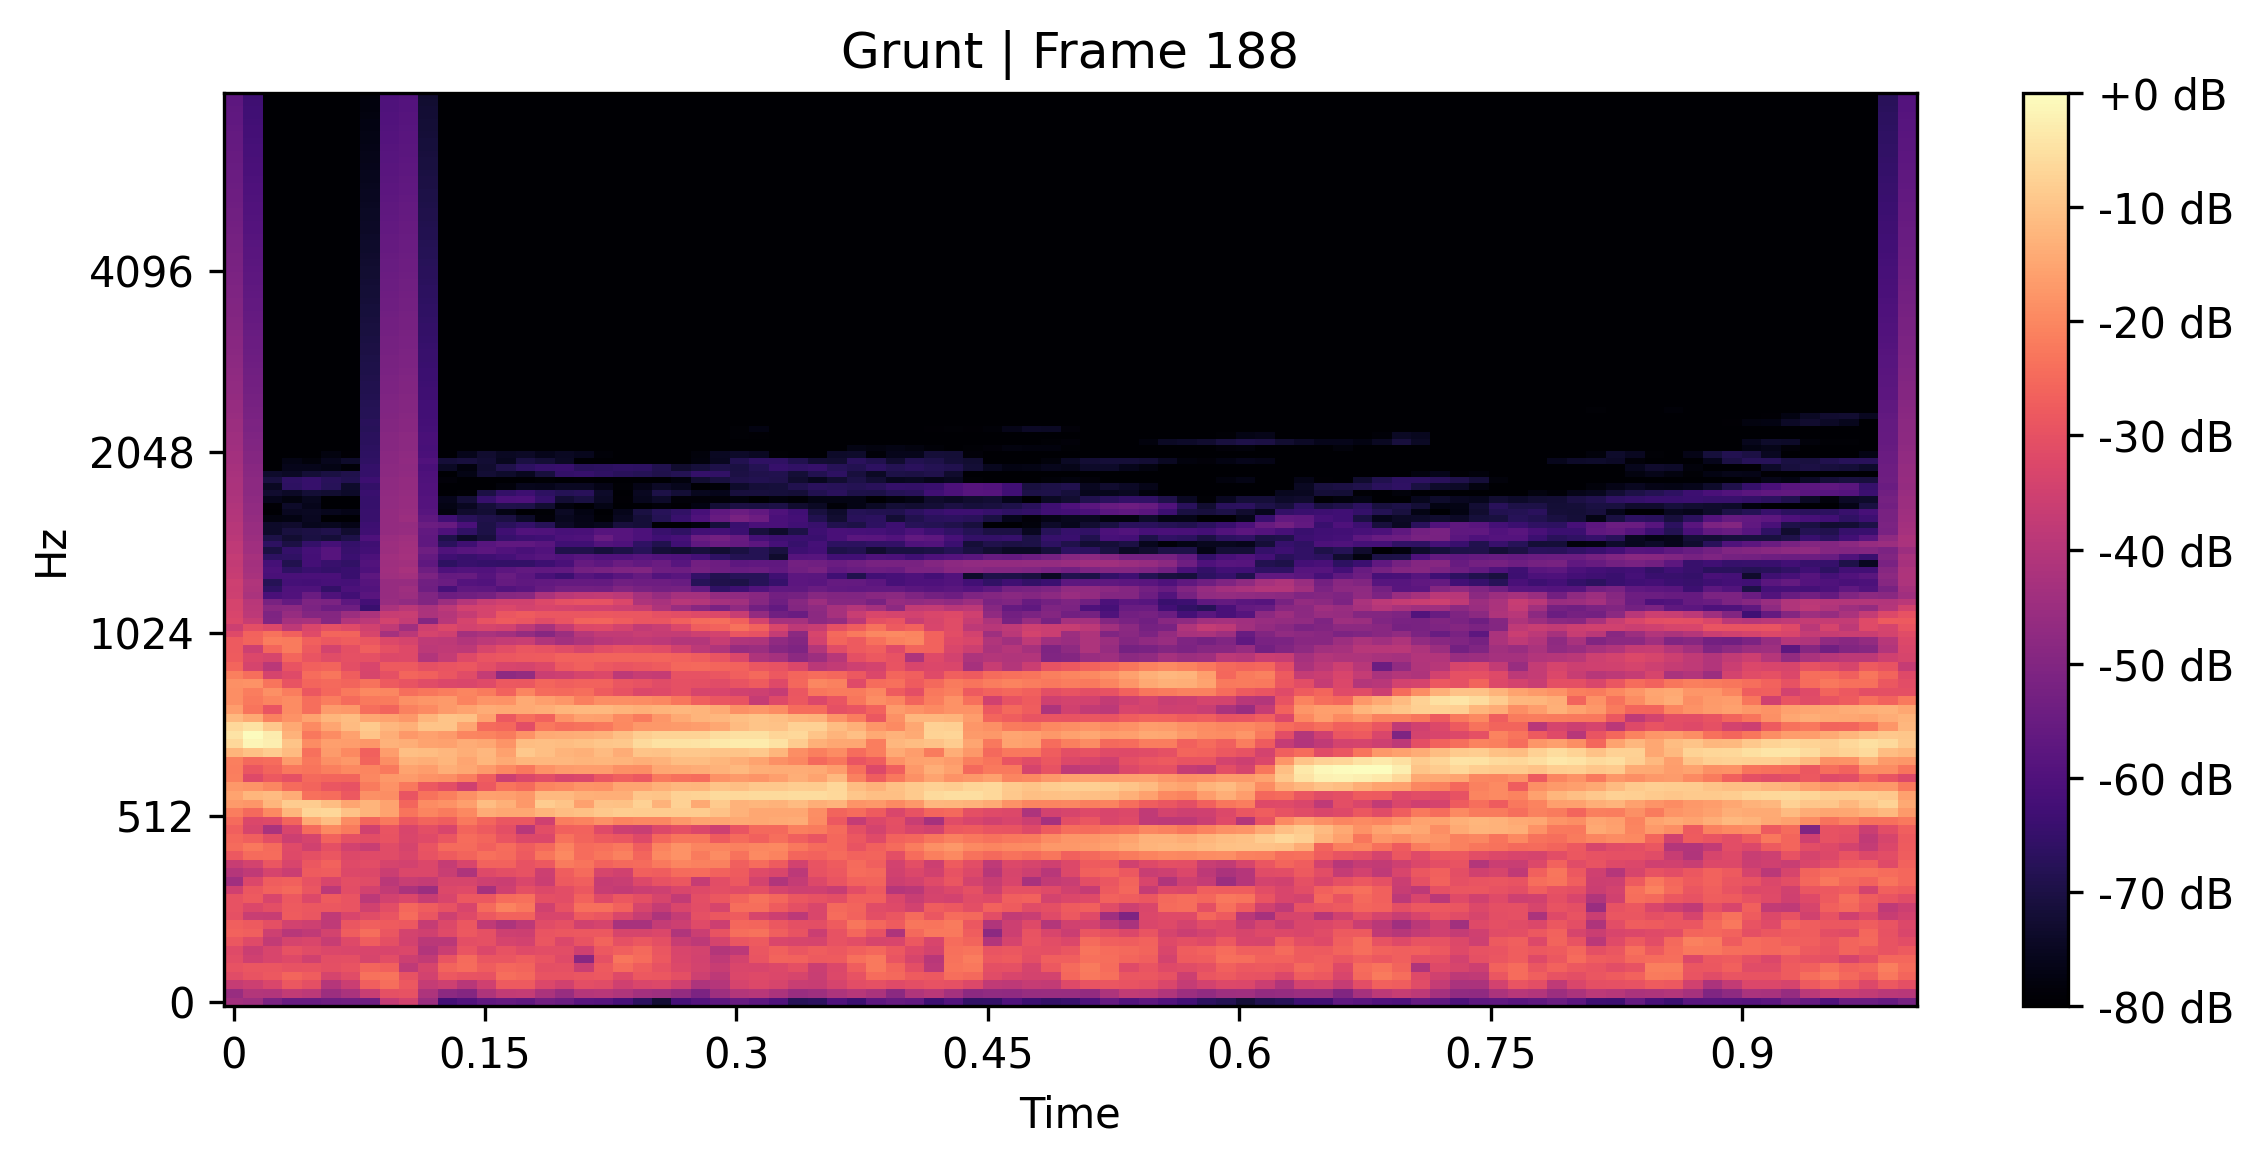 Grunt | Frame 188
+0 dB
-10 dB
-20 dB
-30 dB
-40 dB
-50 dB
-60 dB
-70 dB
-80 dB
4096
2048
1024
512
0
Hz
0 0.15 0.3 0.45 0.6 0.75 0.9
Time